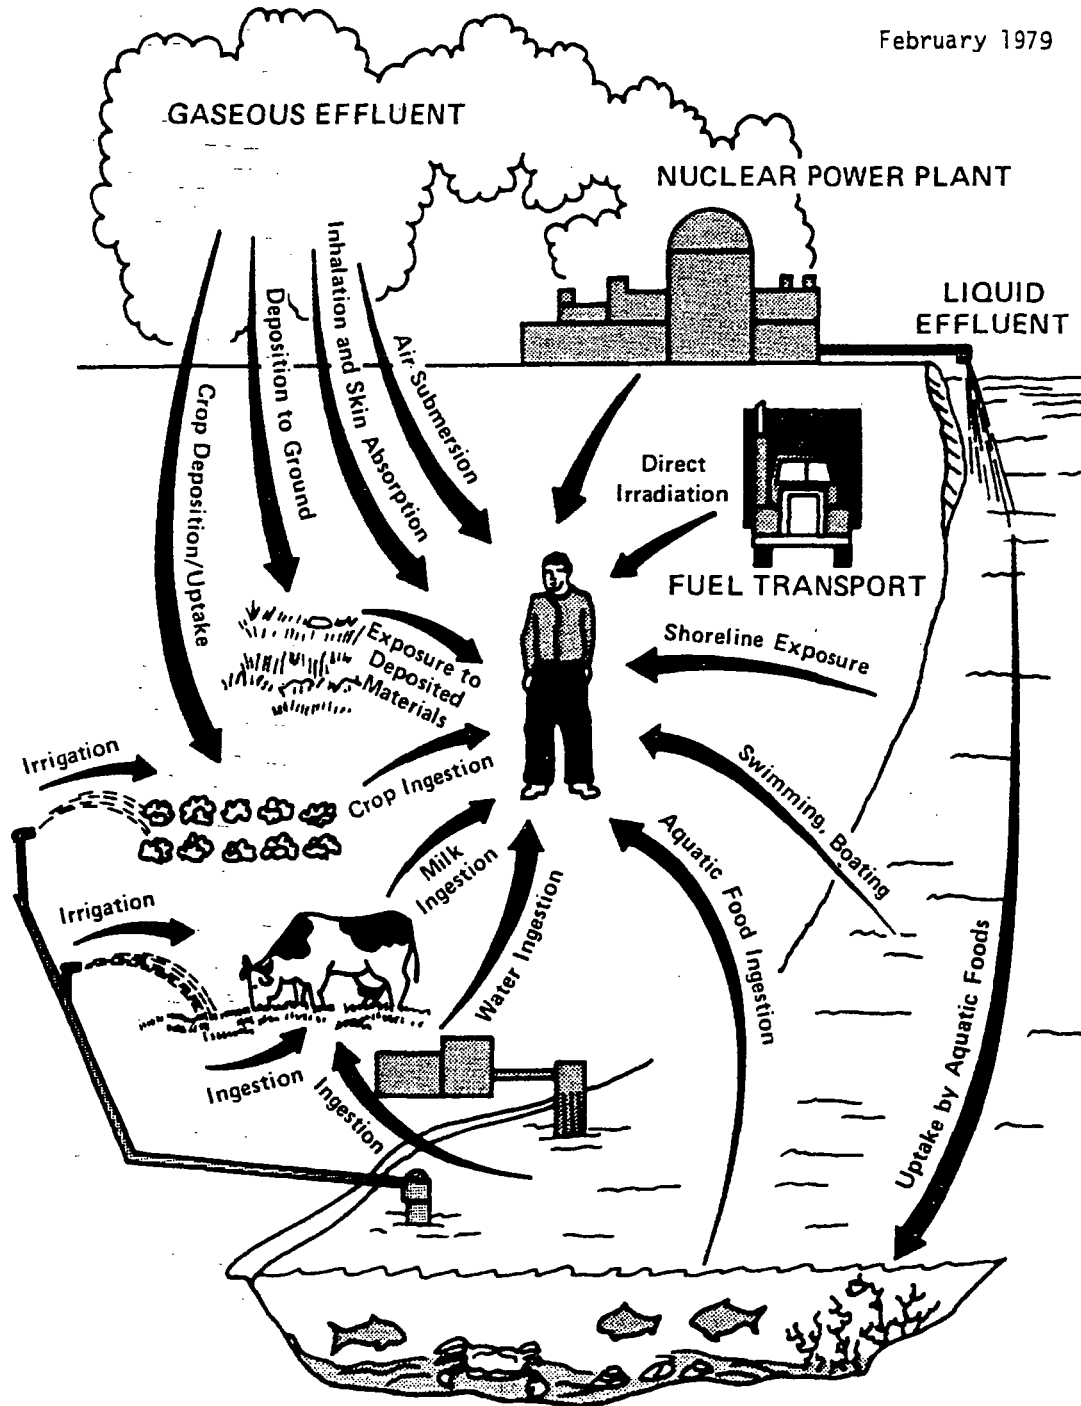 February 1979
GASEOUS EFFLUENT
NUCLEAR POWER PLANT
LIQUID
EFFLUENT
Inhalation and Skin Absorption
Deposition to Ground
Air Submersion
Crop Deposition/Uptake
Direct
Irradiation
FUEL TRANSPORT
Shoreline Exposure
Exposure to
Deposited
Materials
Irrigation
Crop Ingestion
Swimming, Boating
Milk
Ingestion
Aquatic Food Ingestion
Irrigation
Water Ingestion
Uptake by Aquatic Foods
Ingestion
Ingestion